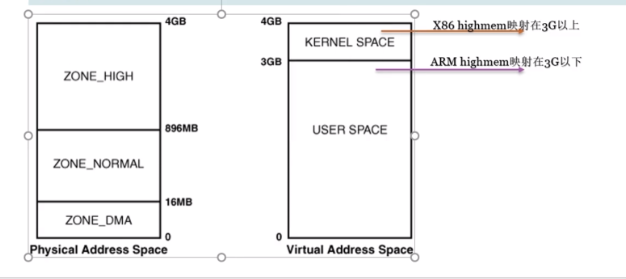 4GB
ZONE_HIGH
896MB
ZONE_NORMAL
16MB
ZONE_DMA
0
Physical Address Space
4GB
KERNEL SPACE
3GB
USER SPACE
0
Virtual Address Space
X86 highmem映射在3G以上
ARM highmem映射在3G以下